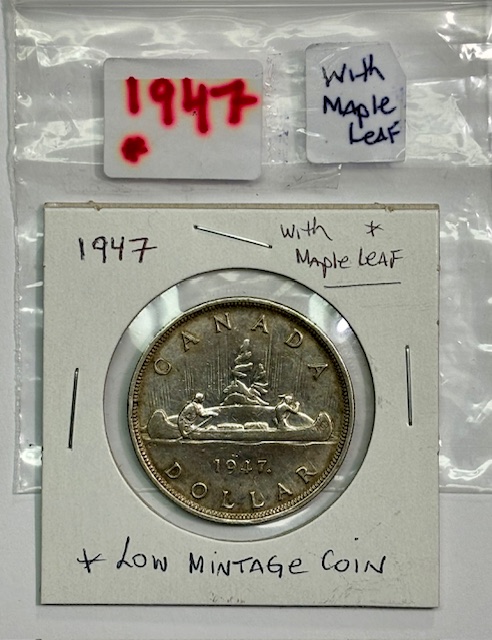 1947
*
With
Maple
Leaf
1947
With *
Maple Leaf
CANADA
1947
DOLLAR
* Low Mintage Coin